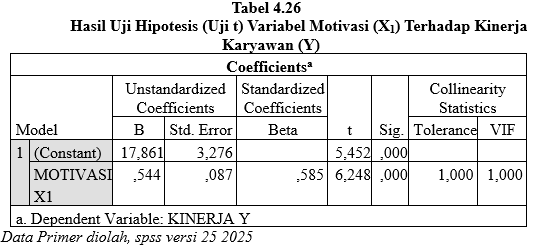 Tabel 4.26
Hasil Uji Hipotesis (Uji t) Variabel Motivasi (X1) Terhadap Kinerja
Karyawan (Y)
Coefficientsa
Unstandardized Coefficients Standardized Coefficients Collinearity Statistics
Model B Std. Error Beta t Sig. Tolerance VIF
1 (Constant) 17,861 3,276 5,452 ,000
MOTIVASI X1 ,544 ,087 ,585 6,248 ,000 1,000 1,000
a. Dependent Variable: KINERJA Y
Data Primer diolah, spss versi 25 2025